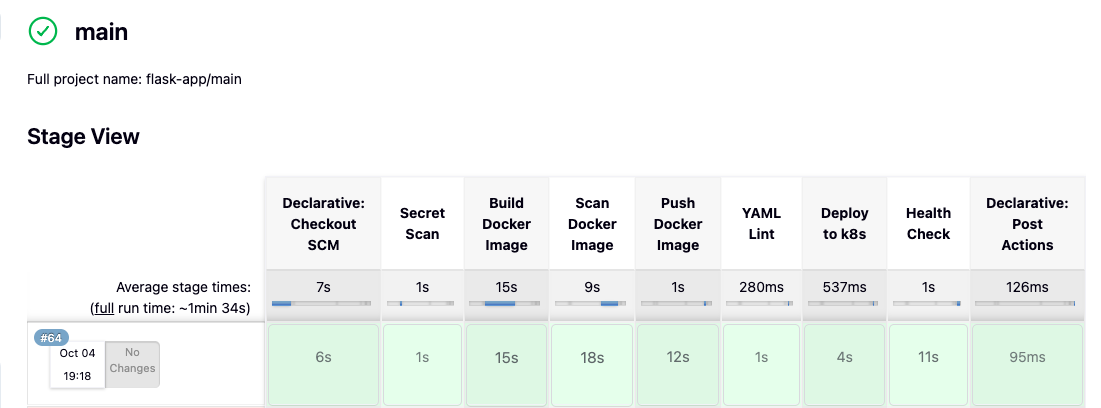 main
Full project name: flask-app/main
Stage View
Declarative:
Checkout
SCM
Secret
Scan
Build
Docker
Image
Scan
Docker
Image
Push
Docker
Image
YAML
Lint
Deploy
to k8s
Health
Check
Declarative:
Post
Actions
Average stage times:
(full run time: ~1min 34s)
7s
1s
15s
9s
1s
280ms
537ms
1s
126ms
#64
Oct 04
19:18
No
Changes
6s
1s
15s
18s
12s
1s
4s
11s
95ms